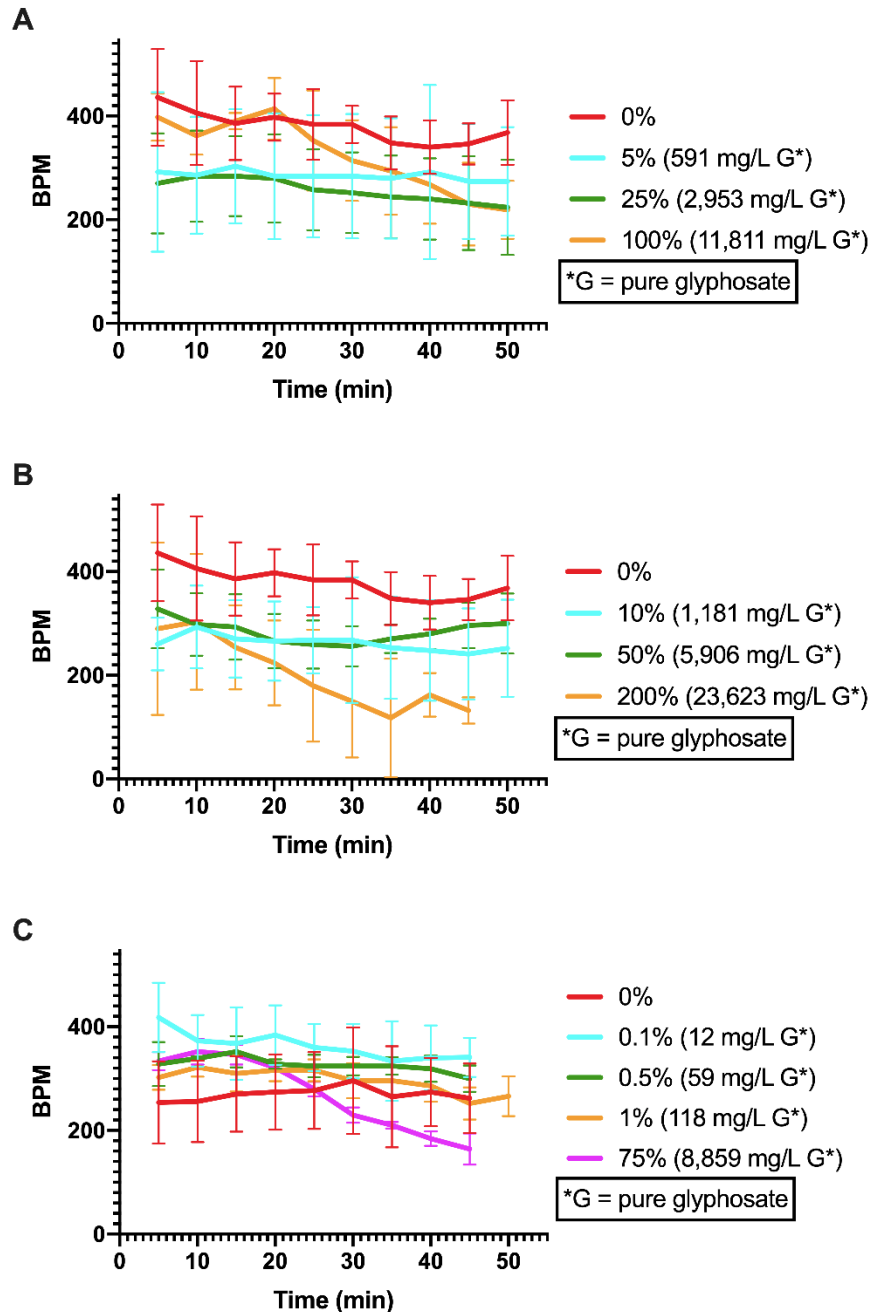 A
400
200
0
BPM
0 10 20 30 40 50
Time (min)
0%
5% (591 mg/L G*)
25% (2,953 mg/L G*)
100% (11,811 mg/L G*)
*G = pure glyphosate
B
400
200
0
BPM
0 10 20 30 40 50
Time (min)
0%
10% (1,181 mg/L G*)
50% (5,906 mg/L G*)
200% (23,623 mg/L G*)
*G = pure glyphosate
C
400
200
0
BPM
0 10 20 30 40 50
Time (min)
0%
0.1% (12 mg/L G*)
0.5% (59 mg/L G*)
1% (118 mg/L G*)
75% (8,859 mg/L G*)
*G = pure glyphosate